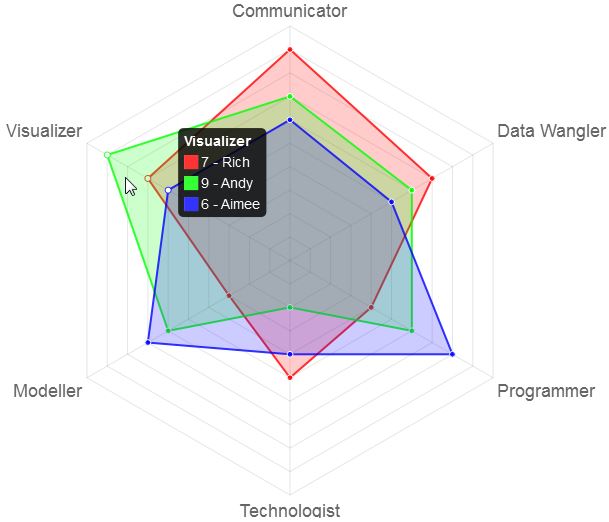 Communicator
Visualizer
Data Wangler
Visualizer
7 - Rich
9 - Andy
6 - Aimee
Modeller
Programmer
Technologist